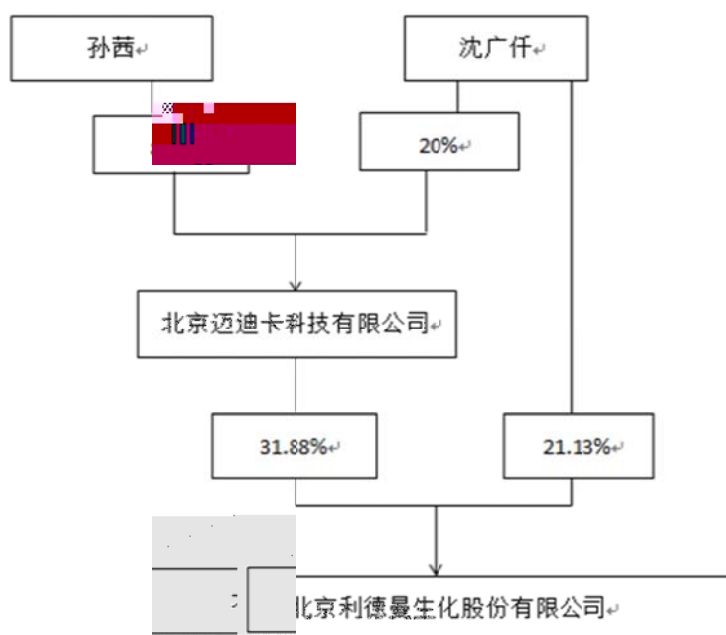 孙茜
沈广仟
20%
北京迈迪卡科技有限公司
31.88%
21.13%
北京利德曼生化股份有限公司